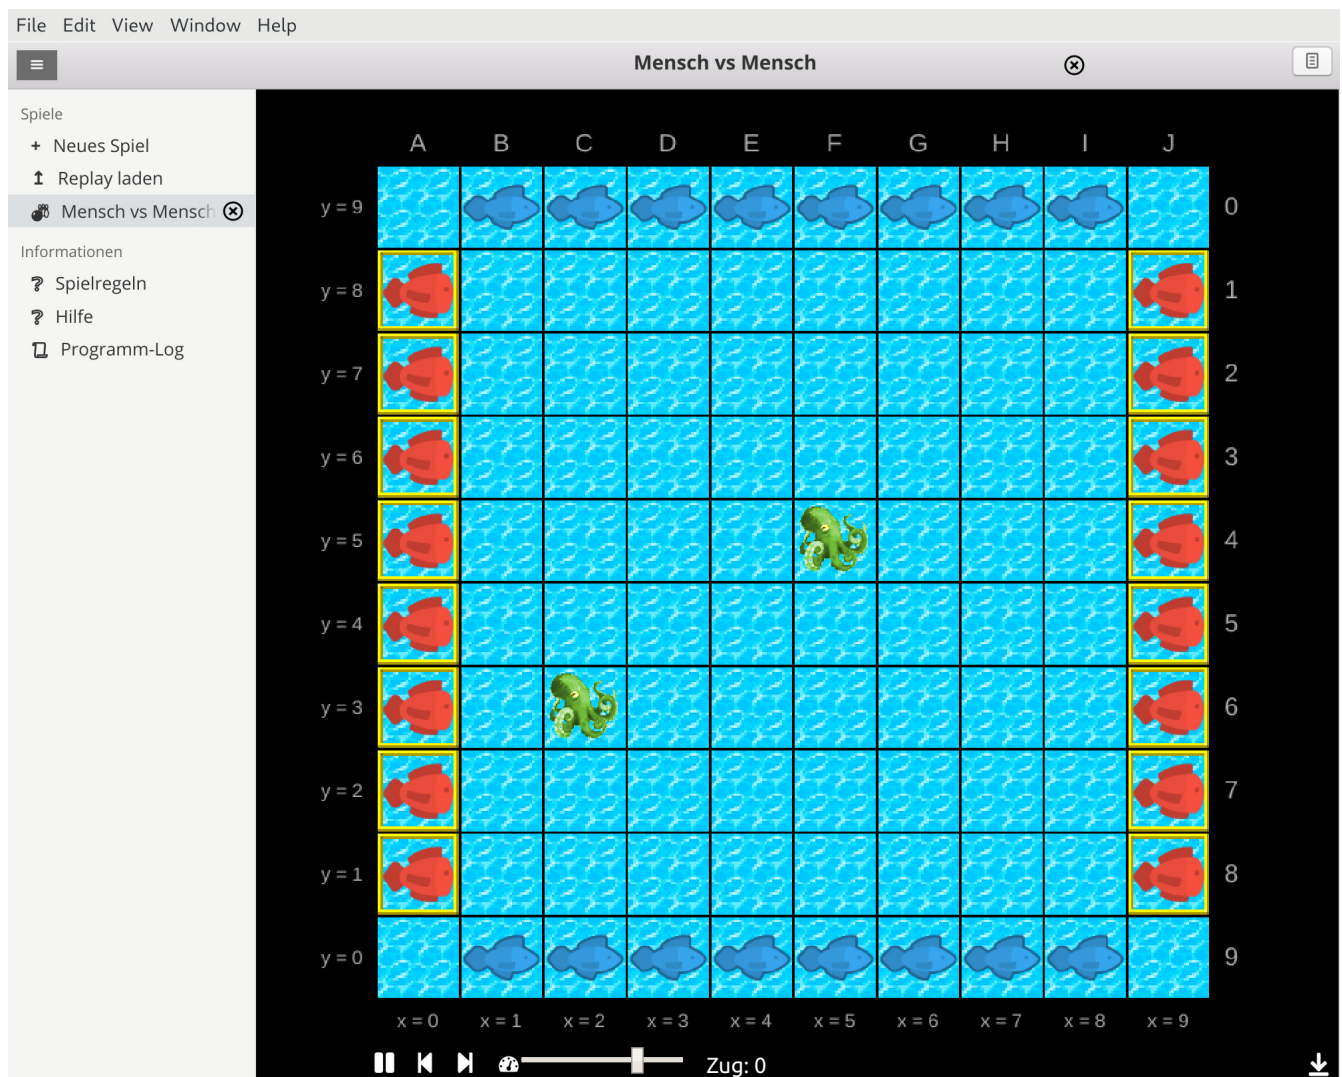 File Edit View Window Help
Mensch vs Mensch
Spiele
+ Neues Spiel
Replay laden
Mensch vs Mensch
Informationen
? Spielregeln
? Hilfe
Programm-Log
A B C D E F G H I J
y = 9 0
y = 8 1
y = 7 2
y = 6 3
y = 5 4
y = 4 5
y = 3 6
y = 2 7
y = 1 8
y = 0 9
x = 0 x = 1 x = 2 x = 3 x = 4 x = 5 x = 6 x = 7 x = 8 x = 9
Zug: 0